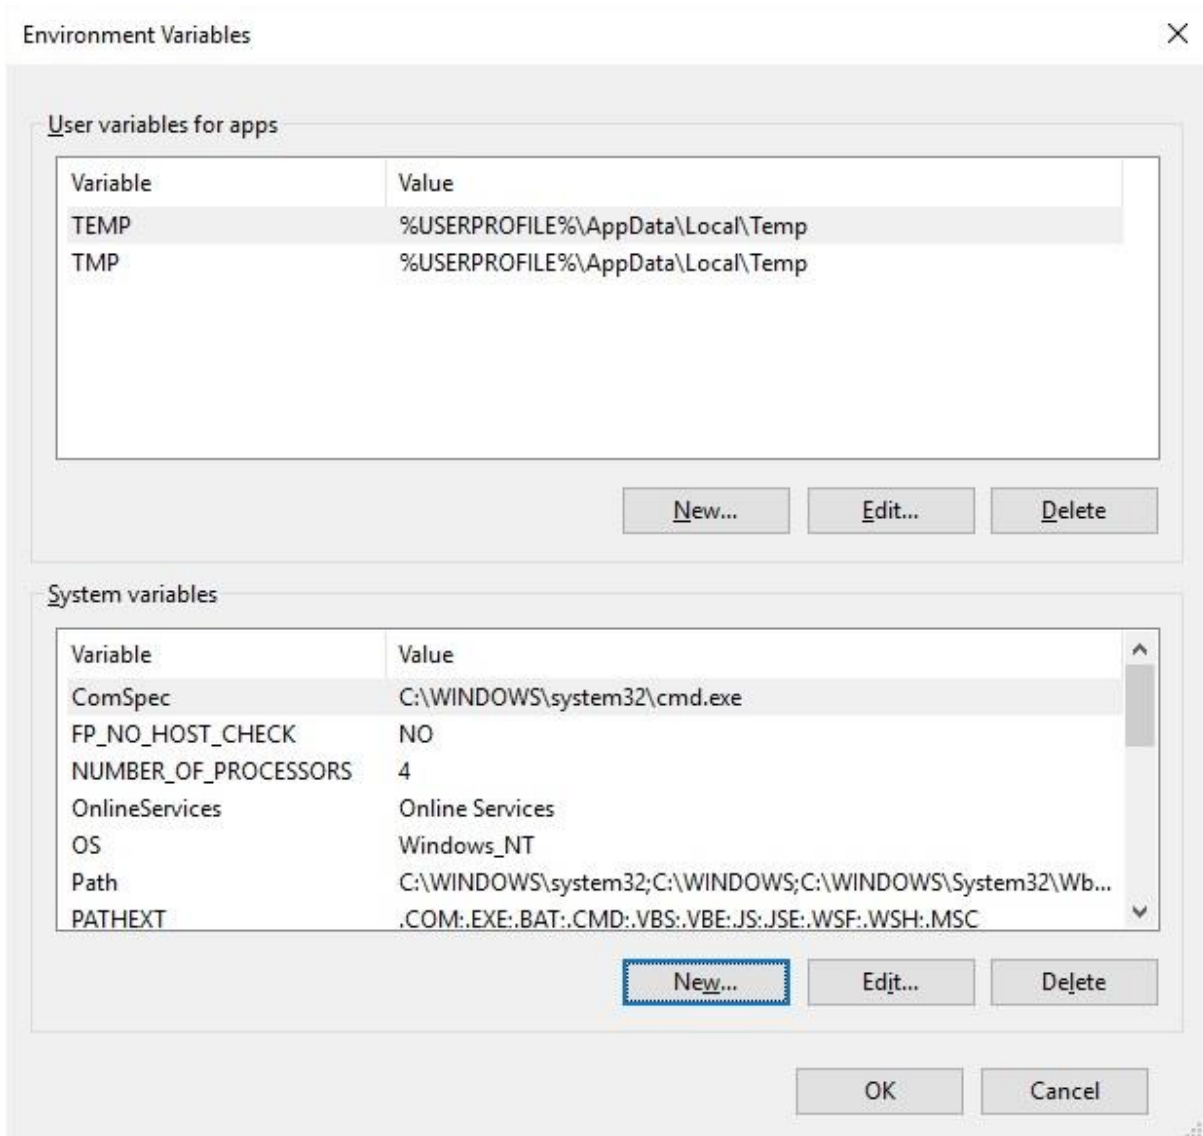 Environment Variables
User variables for apps
Variable Value
TEMP %USERPROFILE%\AppData\Local\Temp
TMP %USERPROFILE%\AppData\Local\Temp
New... Edit... Delete
System variables
Variable Value
ComSpec C:\WINDOWS\system32\cmd.exe
FP_NO_HOST_CHECK NO
NUMBER_OF_PROCESSORS 4
OnlineServices Online Services
OS Windows_NT
Path C:\WINDOWS\system32;C:\WINDOWS;C:\WINDOWS\System32\Wb...
PATHEXT .COM;.EXE;.BAT;.CMD;.VBS;.VBE;.JS;.JSE;.WSF;.WSH;.MSC
New... Edit... Delete
OK Cancel